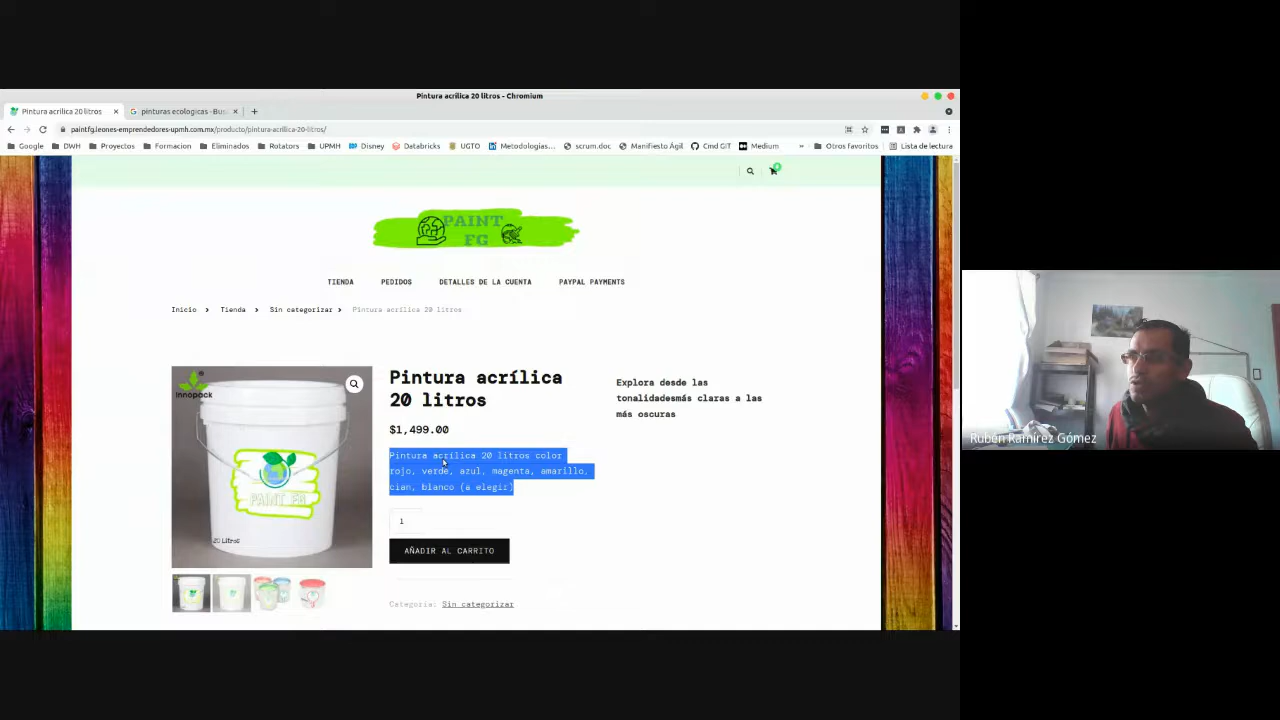 Pintura acrílica 20 litros - Chromium
Pintura acrílica 20 litros
pinturas ecologicas - Bus
paintfg.leones-emprendedores-upmh.com.mx/producto/pintura-acrilica-20-litros/
Google DWH Proyectos Formacion Eliminados Rotators UPMH Disney Databricks UGTO Metodologías... scrum.doc Manifiesto Ágil Cmd GIT Medium » Otros favoritos Lista de lectura
PAINT
FG
TIENDA PEDIDOS DETALLES DE LA CUENTA PAYPAL PAYMENTS
Inicio > Tienda > Sin categorizar > Pintura acrílica 20 litros
innopack
PAINT FG
20 Litros
Pintura acrílica
20 litros
$1,499.00
Pintura acrílica 20 litros color
rojo, verde, azul, magenta, amarillo,
cian, blanco (a elegir)
1
AÑADIR AL CARRITO
Categoría: Sin categorizar
Explora desde las
tonalidadesmás claras a las
más oscuras
Rubén Ramírez Gómez